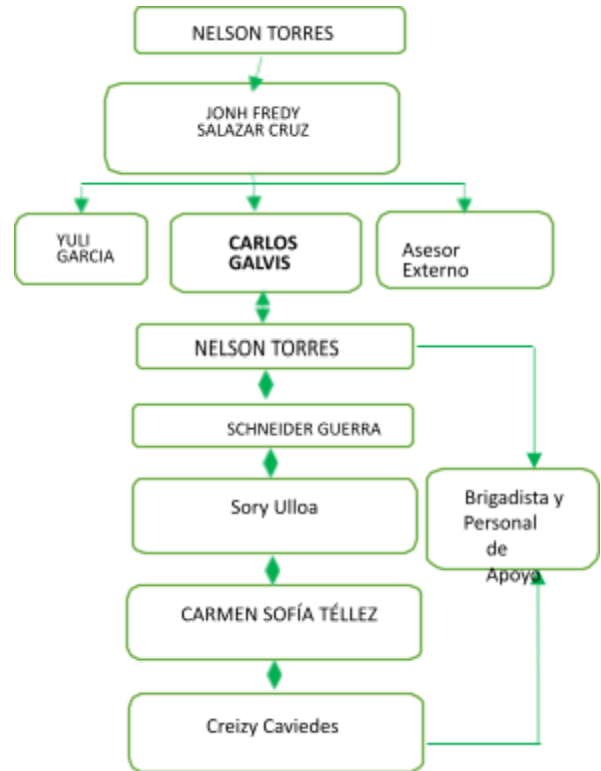 NELSON TORRES
JONH FREDY
SALAZAR CRUZ
YULI
GARCIA
CARLOS
GALVIS
Asesor
Externo
NELSON TORRES
SCHNEIDER GUERRA
Sory Ulloa
Brigadista y
Personal
de
Apoyo
CARMEN SOFÍA TÉLLEZ
Creizy Caviedes